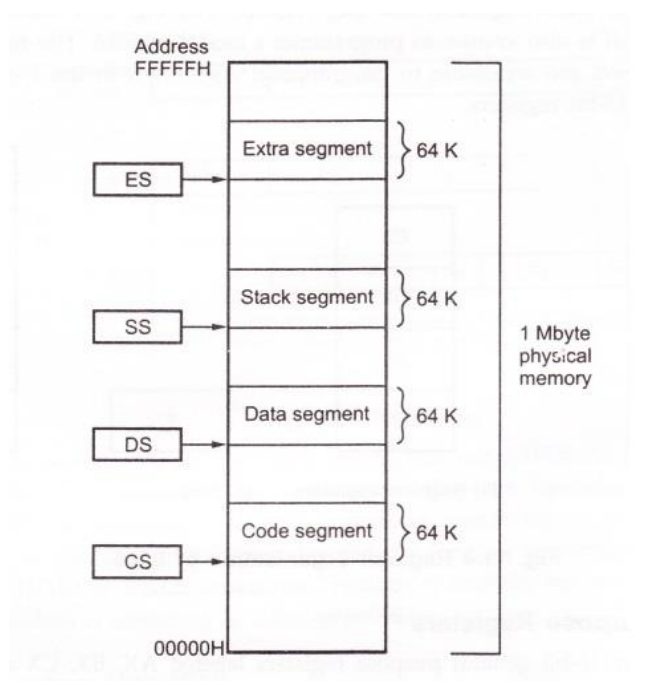 Address
FFFFFH
Extra segment
64 K
ES
Stack segment
64 K
SS
1 Mbyte
physical
memory
Data segment
64 K
DS
Code segment
64 K
CS
00000H